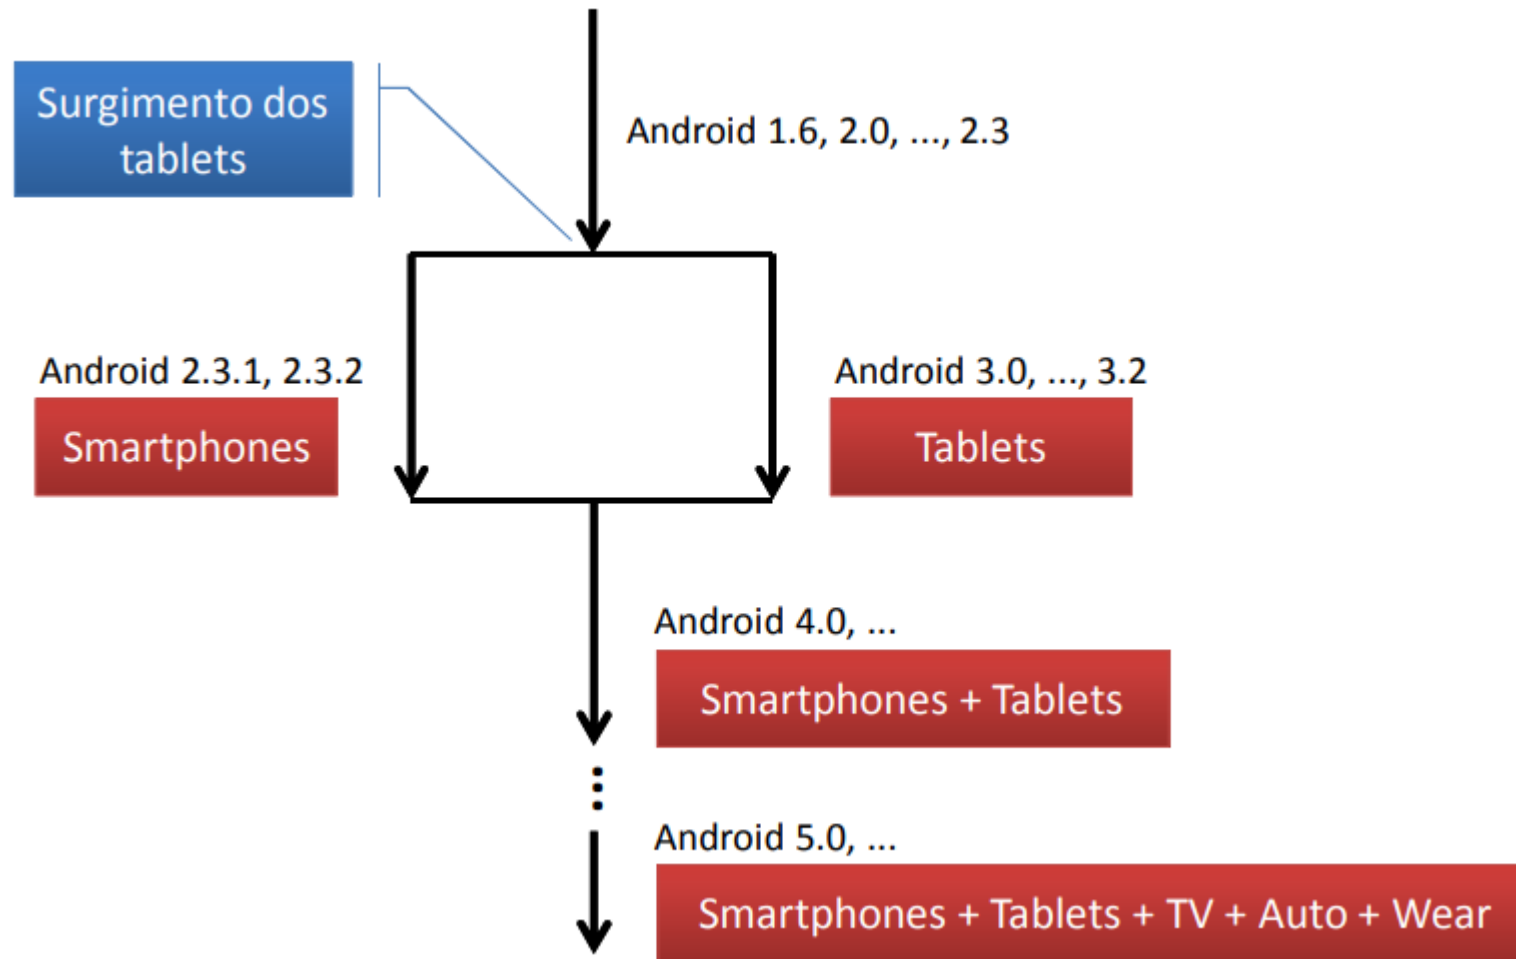 Surgimento dos
tablets
Android 1.6, 2.0, ..., 2.3
Android 2.3.1, 2.3.2
Smartphones
Android 3.0, ..., 3.2
Tablets
Android 4.0, ...
Smartphones + Tablets
...
Android 5.0, ...
Smartphones + Tablets + TV + Auto + Wear